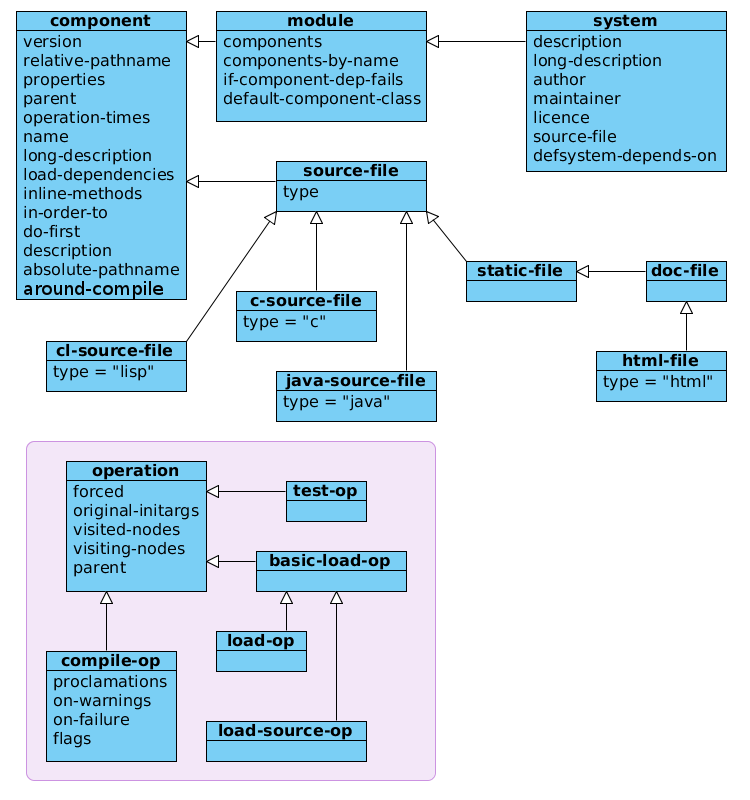 component
version
relative-pathname
properties
parent
operation-times
name
long-description
load-dependencies
inline-methods
in-order-to
do-first
description
absolute-pathname
around-compile
module
components
components-by-name
if-component-dep-fails
default-component-class
system
description
long-description
author
maintainer
licence
source-file
defsystem-depends-on
source-file
type
static-file
doc-file
c-source-file
type = "c"
cl-source-file
type = "lisp"
java-source-file
type = "java"
html-file
type = "html"
operation
forced
original-initargs
visited-nodes
visiting-nodes
parent
test-op
basic-load-op
load-op
compile-op
proclamations
on-warnings
on-failure
flags
load-source-op